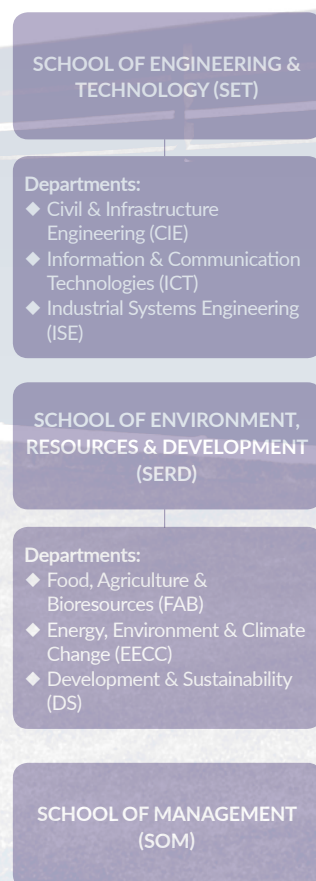 SCHOOL OF ENGINEERING &
TECHNOLOGY (SET)
Departments:
◆ Civil & Infrastructure
Engineering (CIE)
◆ Information & Communication
Technologies (ICT)
◆ Industrial Systems Engineering
(ISE)
SCHOOL OF ENVIRONMENT,
RESOURCES & DEVELOPMENT
(SERD)
Departments:
◆ Food, Agriculture &
Bioresources (FAB)
◆ Energy, Environment & Climate
Change (EECC)
◆ Development & Sustainability
(DS)
SCHOOL OF MANAGEMENT
(SOM)